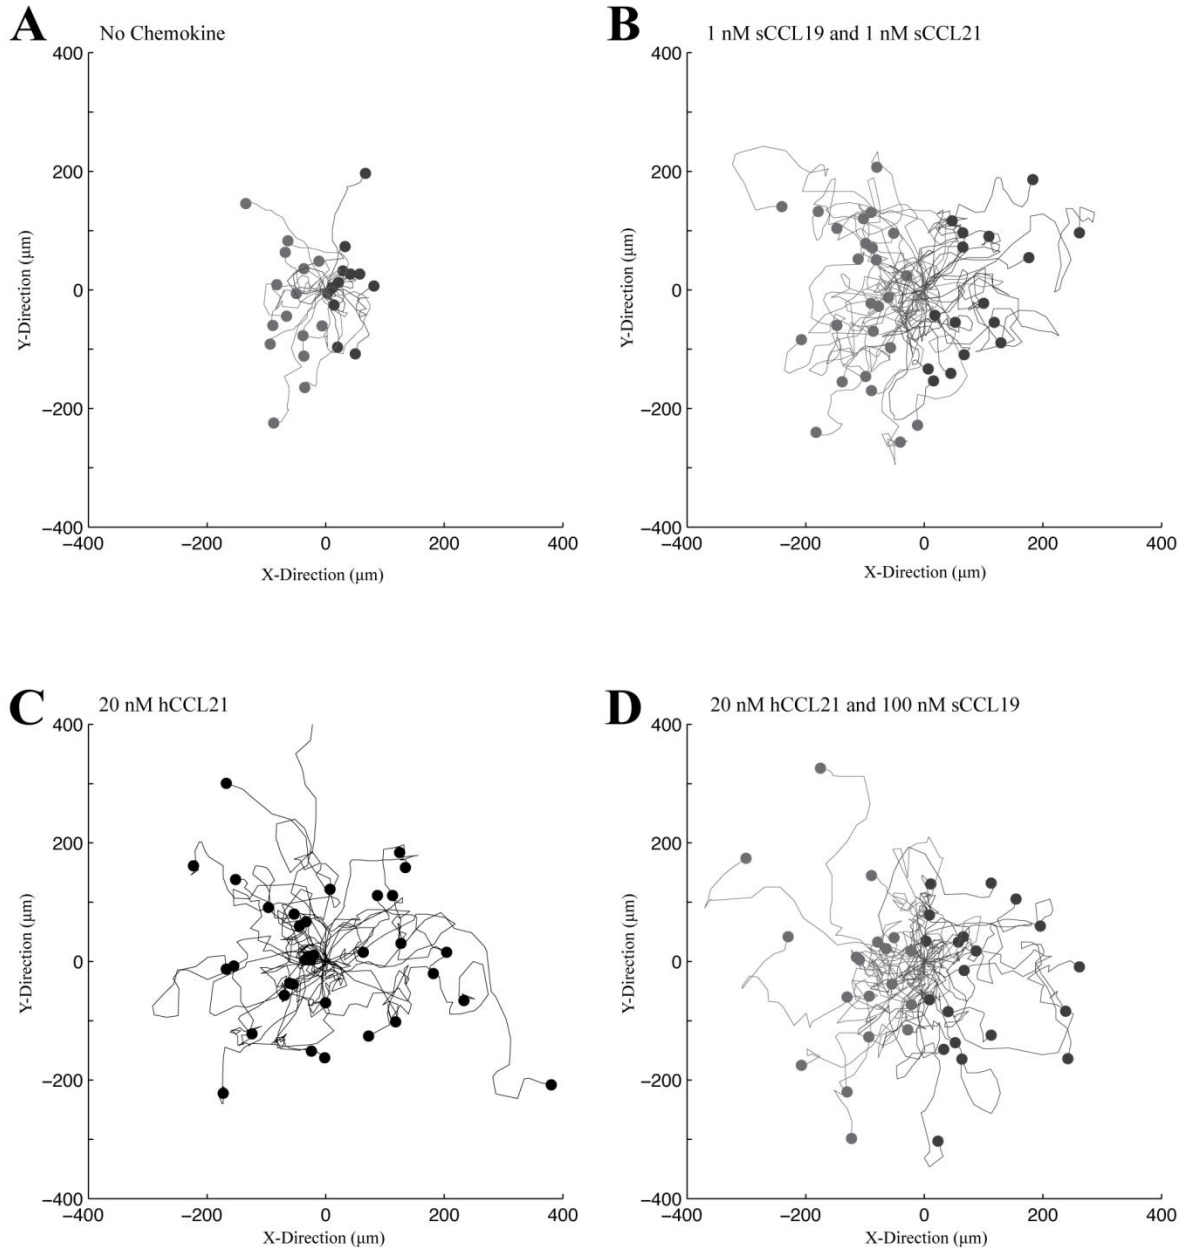 A
No Chemokine
400
200
0
−200
−400
−400
−200
0
200
400
Y-Direction (μm)
X-Direction (μm)
B
1 nM sCCL19 and 1 nM sCCL21
400
200
0
−200
−400
−400
−200
0
200
400
Y-Direction (μm)
X-Direction (μm)
C
20 nM hCCL21
400
200
0
−200
−400
−400
−200
0
200
400
Y-Direction (μm)
X-Direction (μm)
D
20 nM hCCL21 and 100 nM sCCL19
400
200
0
−200
−400
−400
−200
0
200
400
Y-Direction (μm)
X-Direction (μm)